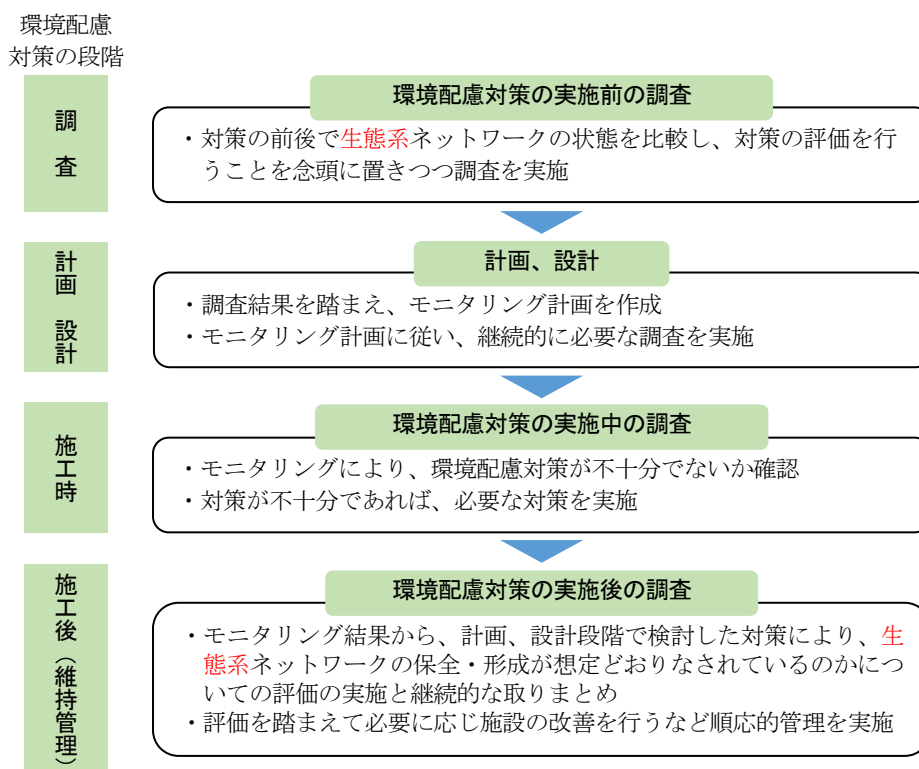 環境配慮
対策の段階
調査
環境配慮対策の実施前の調査
・対策の前後で生態系ネットワークの状態を比較し、対策の評価を行
うことを念頭に置きつつ調査を実施
計画 設計
計画、設計
・調査結果を踏まえ、モニタリング計画を作成
・モニタリング計画に従い、継続的に必要な調査を実施
施工時
環境配慮対策の実施中の調査
・モニタリングにより、環境配慮対策が不十分でないか確認
・対策が不十分であれば、必要な対策を実施
施工後（維持管理）
環境配慮対策の実施後の調査
・モニタリング結果から、計画、設計段階で検討した対策により、生
態系ネットワークの保全・形成が想定どおりなされているのかにつ
いての評価の実施と継続的な取りまとめ
・評価を踏まえて必要に応じ施設の改善を行うなど順応的管理を実施